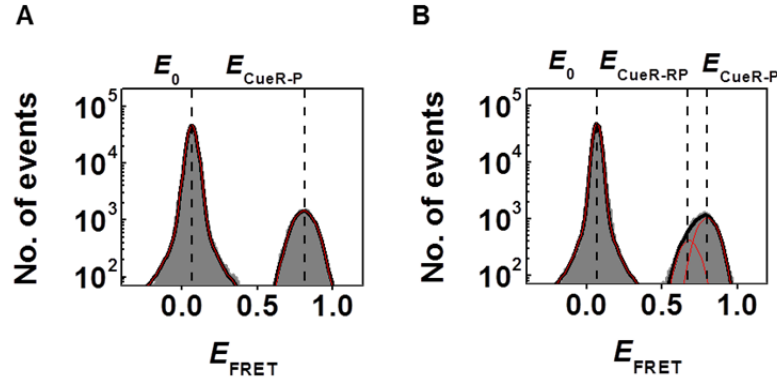 A
E0 ECueR-P
No. of events
10^5
10^4
10^3
10^2
0.0 0.5 1.0
EFRET
B
E0 ECueR-RP ECueR-P
No. of events
10^5
10^4
10^3
10^2
0.0 0.5 1.0
EFRET